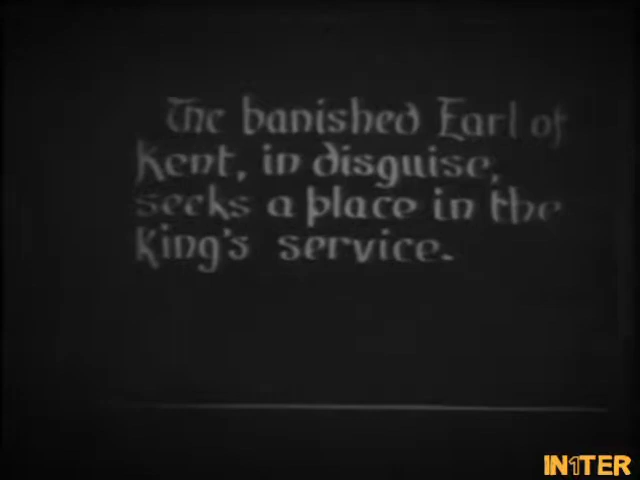 The banished Earl of
Kent, in disguise,
seeks a place in the
King's service.
IN1TER